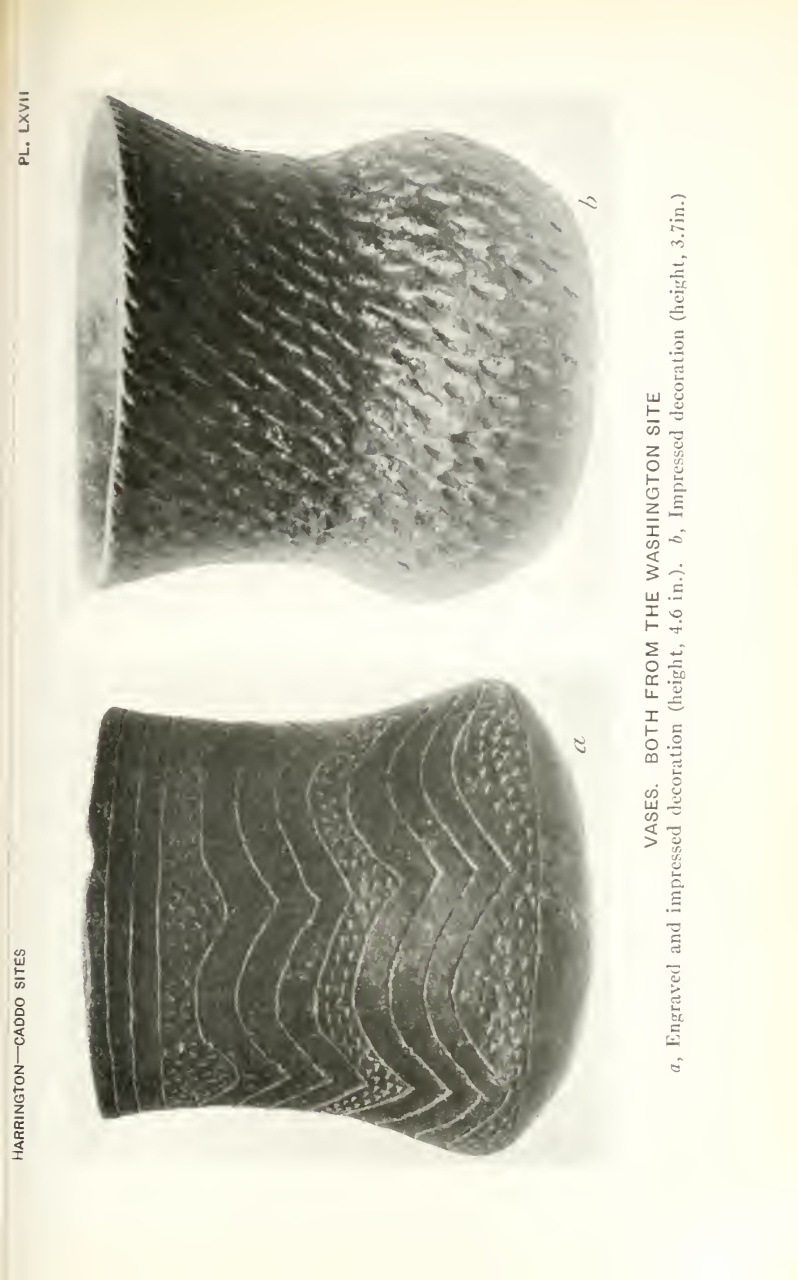 HARRINGTON—CADDO SITES
PL. LXVII
a
b
VASES. BOTH FROM THE WASHINGTON SITE
a, Engraved and impressed decoration (height, 4.6 in.). b, Impressed decoration (height, 3.7in.)